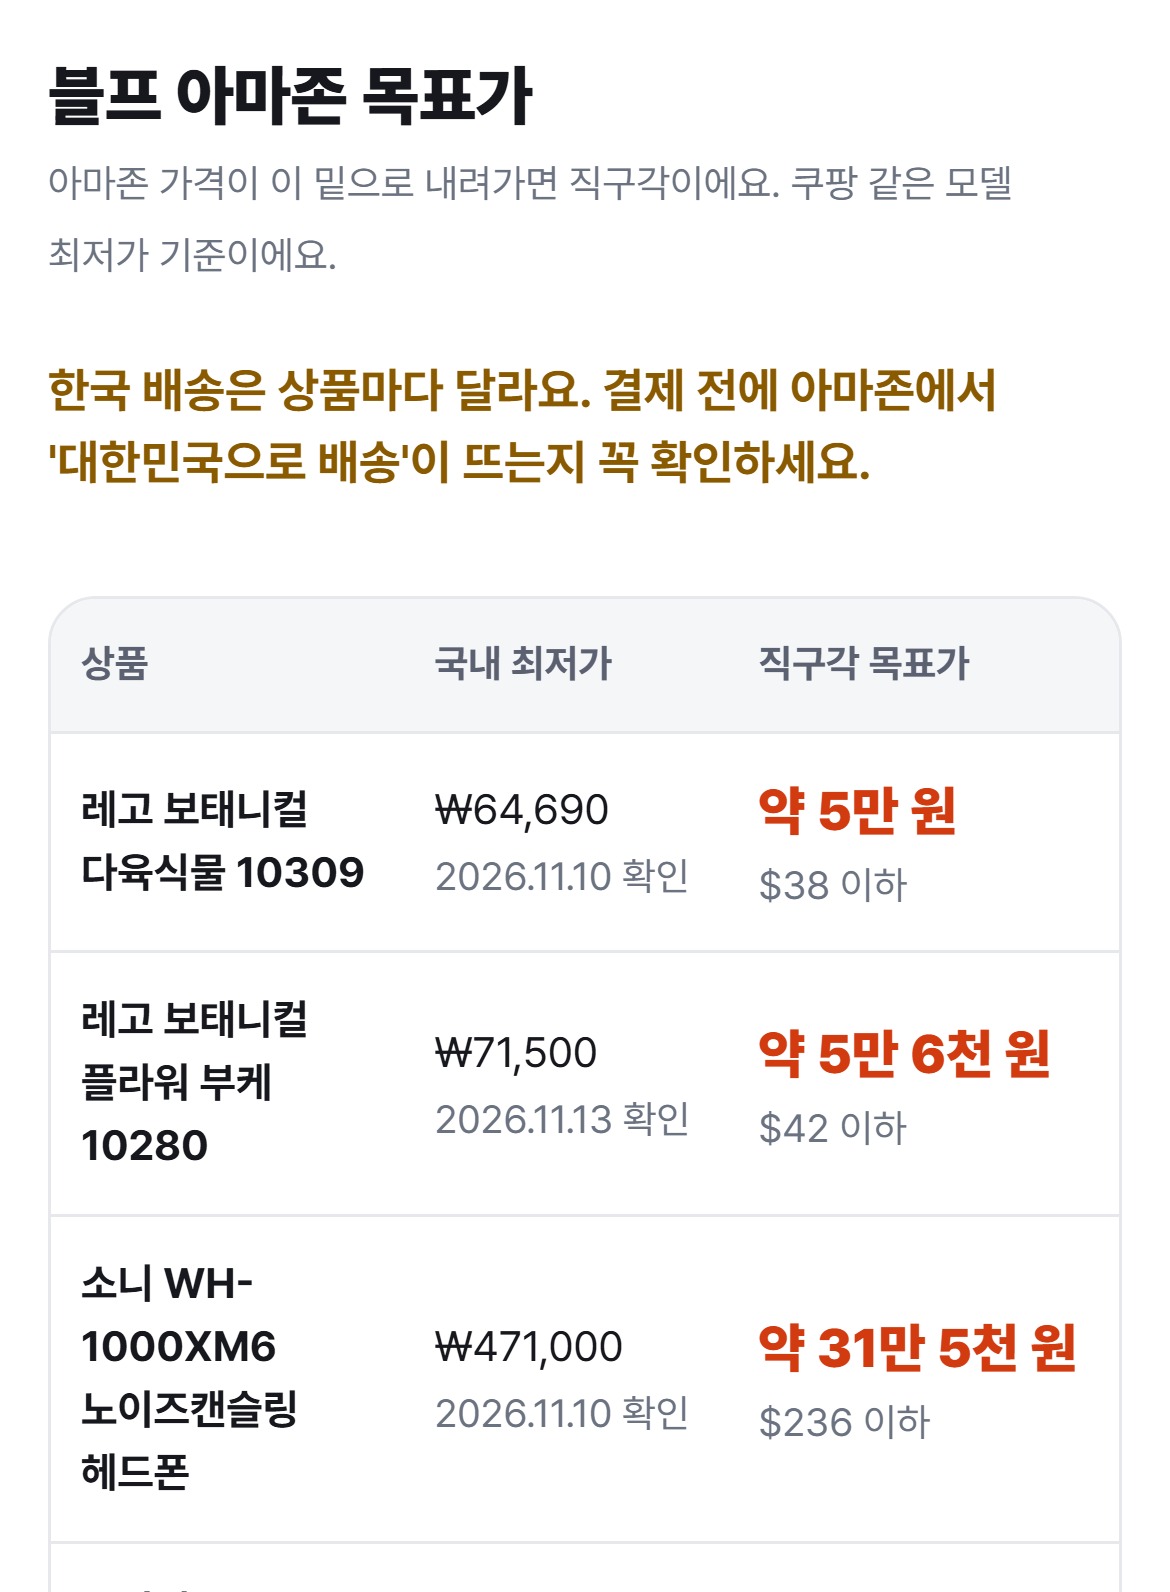 블프 아마존 목표가
아마존 가격이 이 밑으로 내려가면 직구각이에요. 쿠팡 같은 모델
최저가 기준이에요.
한국 배송은 상품마다 달라요. 결제 전에 아마존에서
'대한민국으로 배송'이 뜨는지 꼭 확인하세요.
상품
국내 최저가
직구각 목표가
레고 보태니컬
다육식물 10309
₩64,690
2026.11.10 확인
약 5만 원
$38 이하
레고 보태니컬
플라워 부케
10280
₩71,500
2026.11.13 확인
약 5만 6천 원
$42 이하
소니 WH-
1000XM6
노이즈캔슬링
헤드폰
₩471,000
2026.11.10 확인
약 31만 5천 원
$236 이하